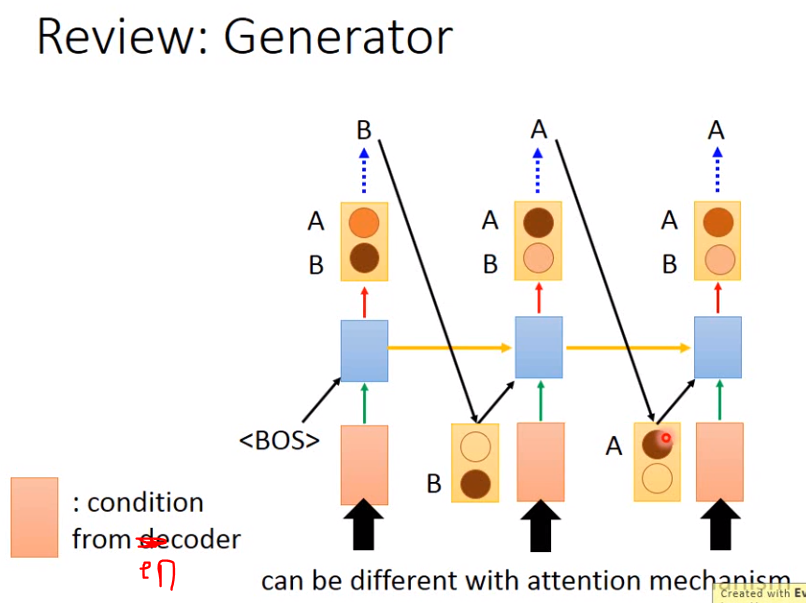 Review: Generator
B A A
A A A
B B B
<BOS>
B
A
: condition
from decoder
en
can be different with attention mechanism
Created with Ev